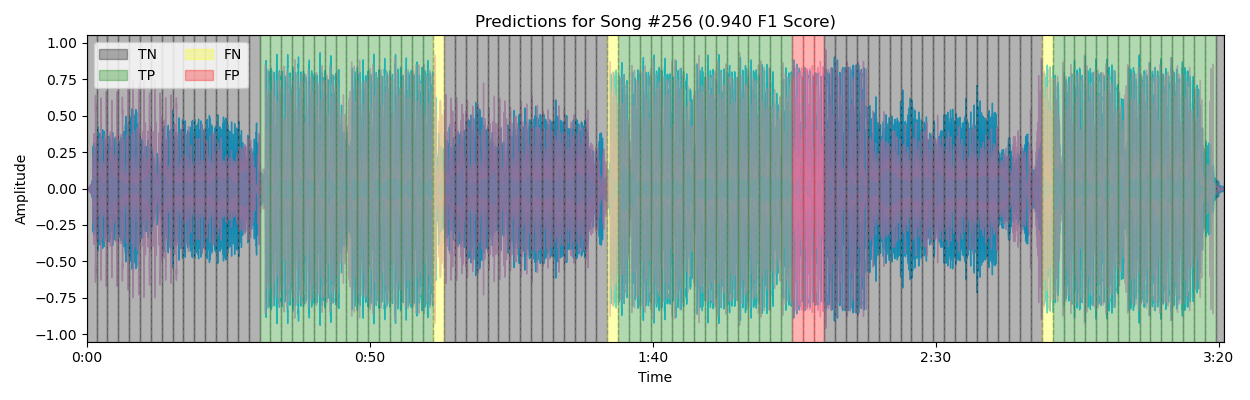 Predictions for Song #256 (0.940 F1 Score)
TN FN
TP FP
1.00
0.75
0.50
0.25
0.00
−0.25
−0.50
−0.75
−1.00
Amplitude
0:00 0:50 1:40 2:30 3:20
Time